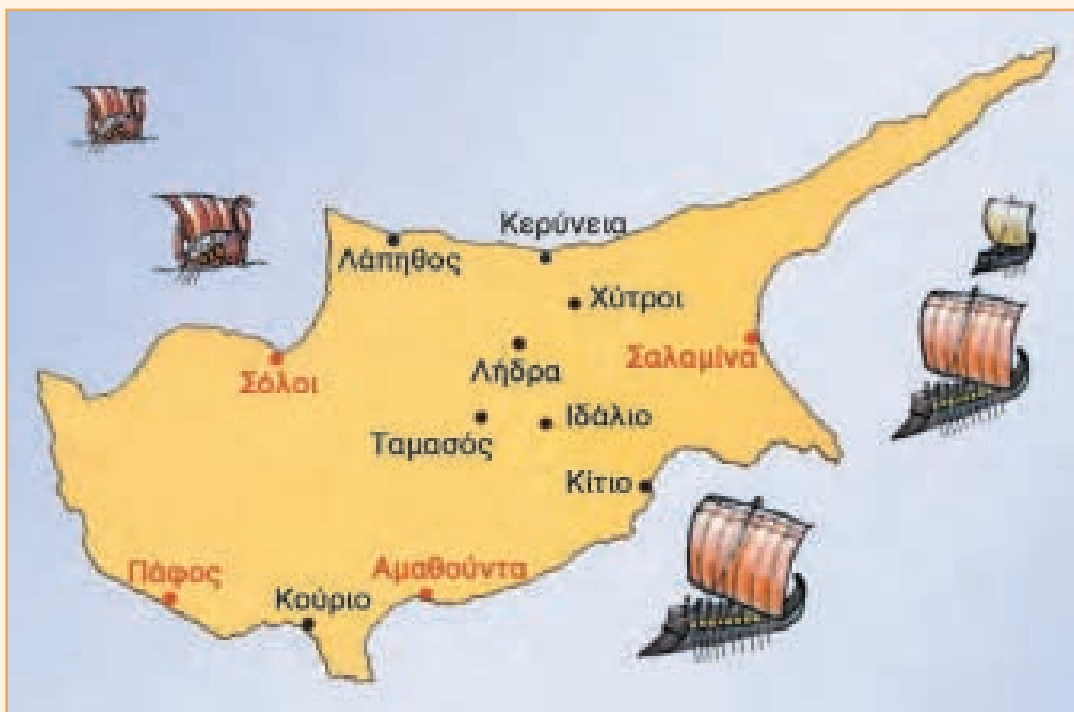 Κερύνεια
Λάπηθος
Χύτροι
Σόλοι
Λήδρα
Σαλαμίνα
Ταμασός
Ιδάλιο
Κίτιο
Πάφος
Αμαθούντα
Κούριο